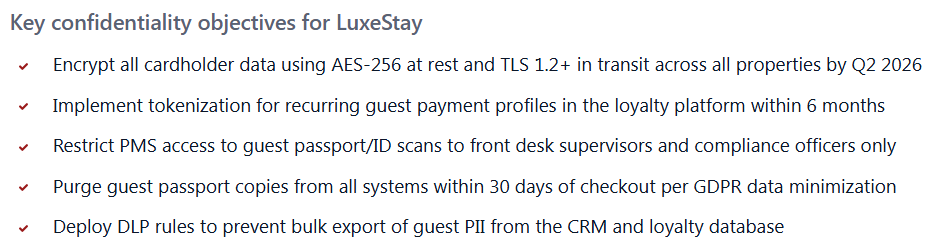 Key confidentiality objectives for LuxeStay
Encrypt all cardholder data using AES-256 at rest and TLS 1.2+ in transit across all properties by Q2 2026
Implement tokenization for recurring guest payment profiles in the loyalty platform within 6 months
Restrict PMS access to guest passport/ID scans to front desk supervisors and compliance officers only
Purge guest passport copies from all systems within 30 days of checkout per GDPR data minimization
Deploy DLP rules to prevent bulk export of guest PII from the CRM and loyalty database